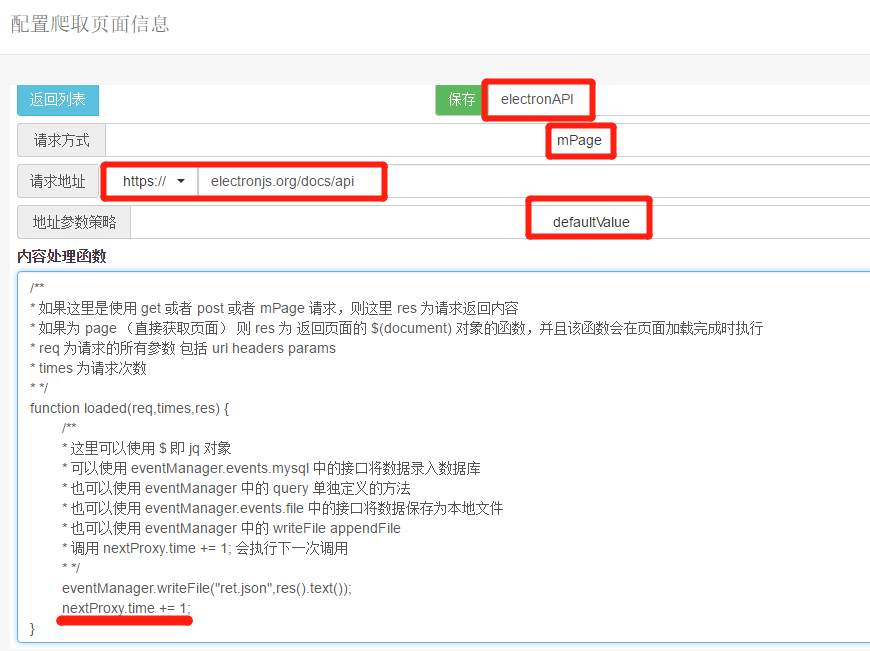 配置爬取页面信息
返回列表 保存 electronAPI
请求方式 mPage
请求地址 https:// electronjs.org/docs/api
地址参数策略 defaultValue
内容处理函数
/**
* 如果这里是使用 get 或者 post 或者 mPage 请求，则这里 res 为请求返回内容
* 如果为 page （直接获取页面） 则 res 为 返回页面的 $(document) 对象的函数，并且该函数会在页面加载完成时执行
* req 为请求的所有参数 包括 url headers params
* times 为请求次数
* */
function loaded(req,times,res) {
/**
* 这里可以使用 $ 即 jq 对象
* 可以使用 eventManager.events.mysql 中的接口将数据录入数据库
* 也可以使用 eventManager 中的 query 单独定义的方法
* 也可以使用 eventManager.events.file 中的接口将数据保存为本地文件
* 也可以使用 eventManager 中的 writeFile appendFile
* 调用 nextProxy.time += 1; 会执行下一次调用
* */
eventManager.writeFile("ret.json",res().text());
nextProxy.time += 1;
}